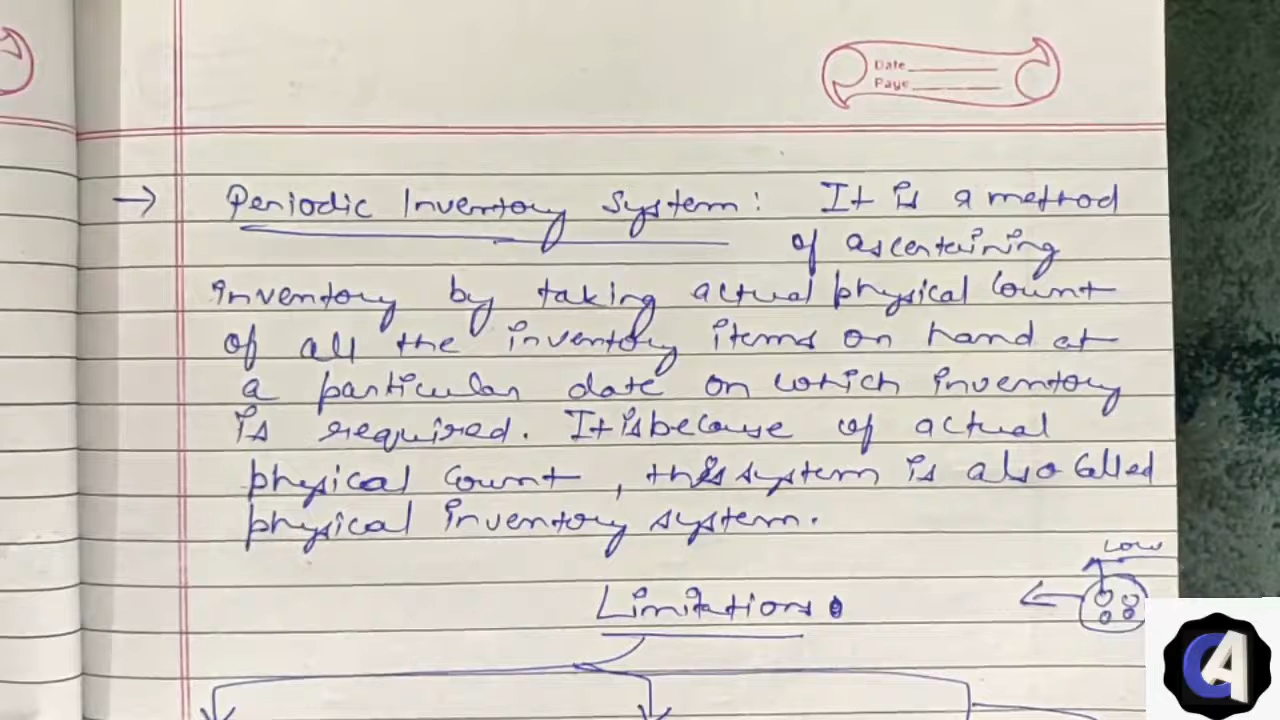 Date
Page
→ Periodic Inventory System: It is a method
of ascertaining
inventory by taking actual physical count
of all the inventory items on hand at
a particular date on which inventory
is required. It is because of actual
physical count, this system is also called
physical inventory system.
Low
Limitations
CA